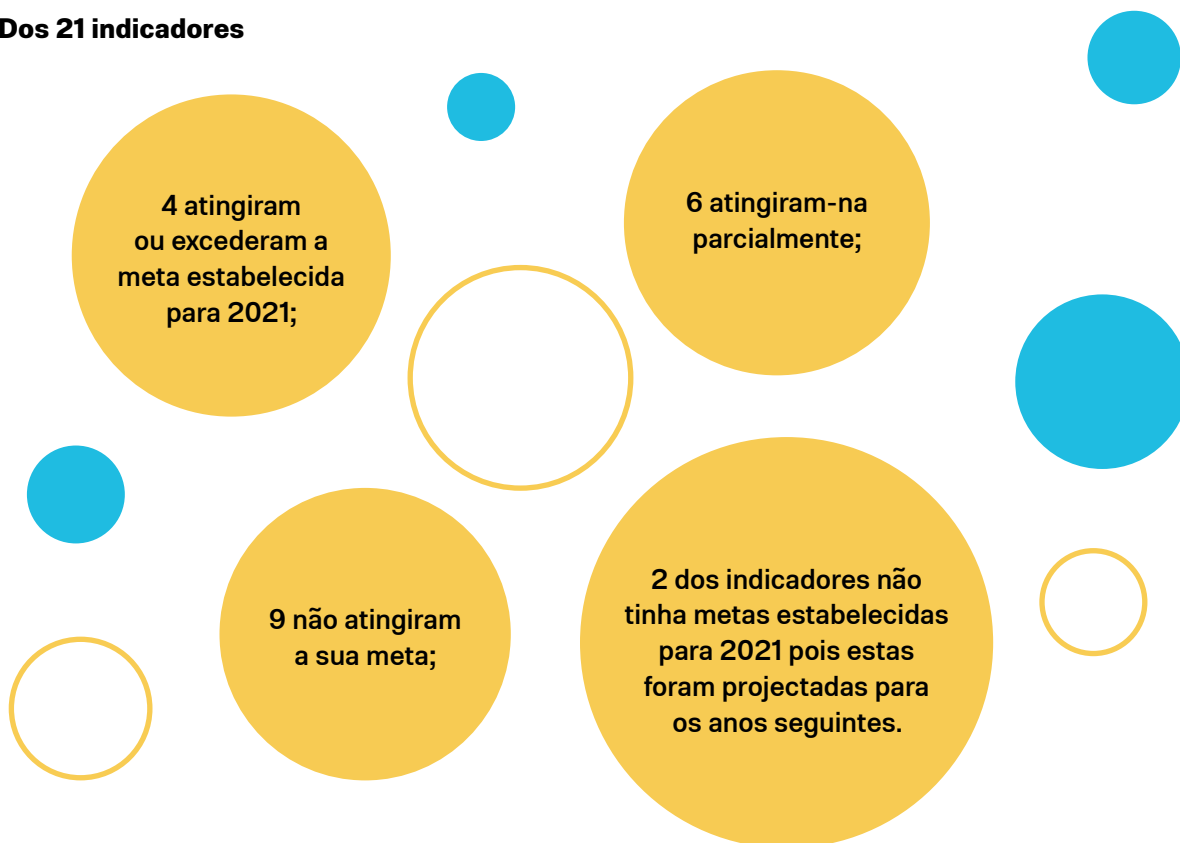 Dos 21 indicadores
4 atingiram
ou excederam a
meta estabelecida
para 2021;
6 atingiram-na
parcialmente;
9 não atingiram
a sua meta;
2 dos indicadores não
tinha metas estabelecidas
para 2021 pois estas
foram projectadas para
os anos seguintes.